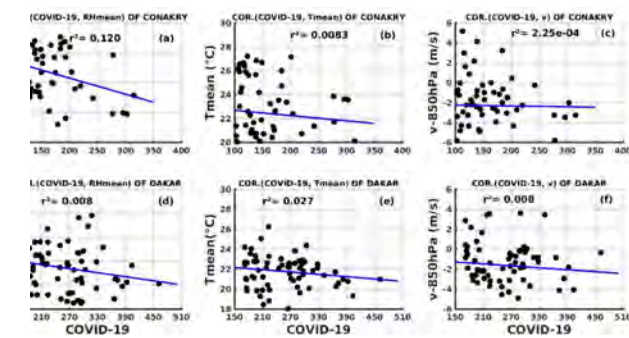 (COVID-19, RHmean) OF CONAKRY
COR.(COVID-19, Tmean) OF CONAKRY
CDR.(COVID-19, v) OF CONAKRY
r²= 0.120 (a)
r²= 0.0083 (b)
r²= 2.25e-04 (c)
Tmean (°C)
30
28
26
24
22
20
v-850hPa (m/s)
6
4
2
0
-2
-4
-6
150 200 250 300 350 400
100 150 200 250 300 350 400
100 150 200 250 300 350 400
(COVID-19, RHmean) OF DAKAR
COR.(COVID-19, Tmean) OF DAKAR
COR.(COVID-19, v) OF DAKAR
r²= 0.008 (d)
r²= 0.027 (e)
r²= 0.008 (f)
Tmean(°C)
30
28
26
24
22
20
18
v-850hPa (m/s)
6
4
2
0
-2
-4
-6
210 270 330 390 450 510
150 210 270 330 390 450 510
150 210 270 330 390 450 510
COVID-19
COVID-19
COVID-19